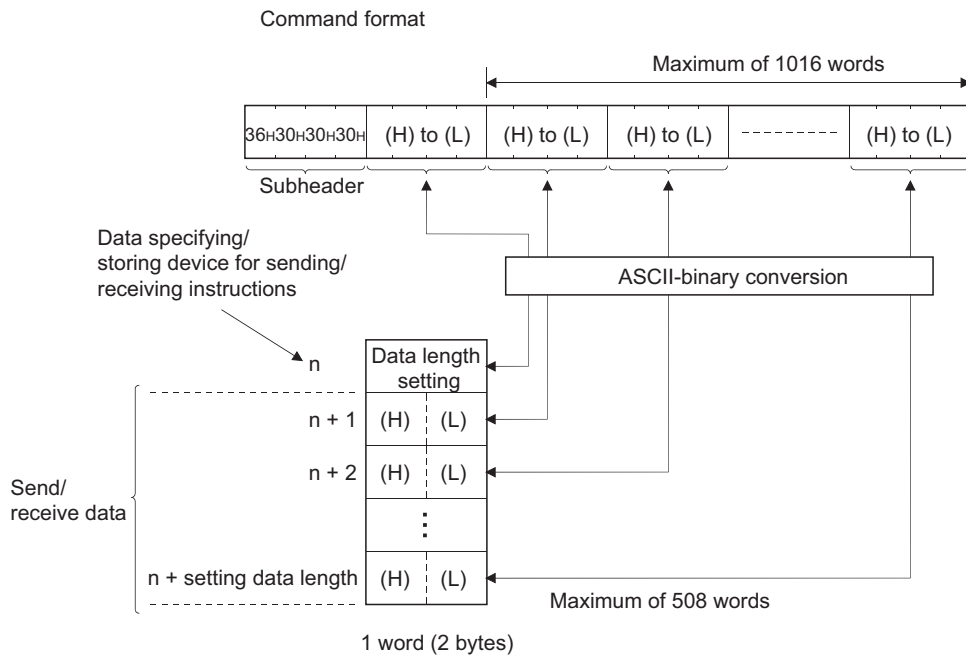 Command format
Maximum of 1016 words
36H30H30H30H (H) to (L) (H) to (L) (H) to (L) (H) to (L)
Subheader
Data specifying/
storing device for sending/
receiving instructions
ASCII-binary conversion
n
Data length
setting
n + 1 (H) (L)
n + 2 (H) (L)
Send/
receive data
n + setting data length (H) (L)
Maximum of 508 words
1 word (2 bytes)